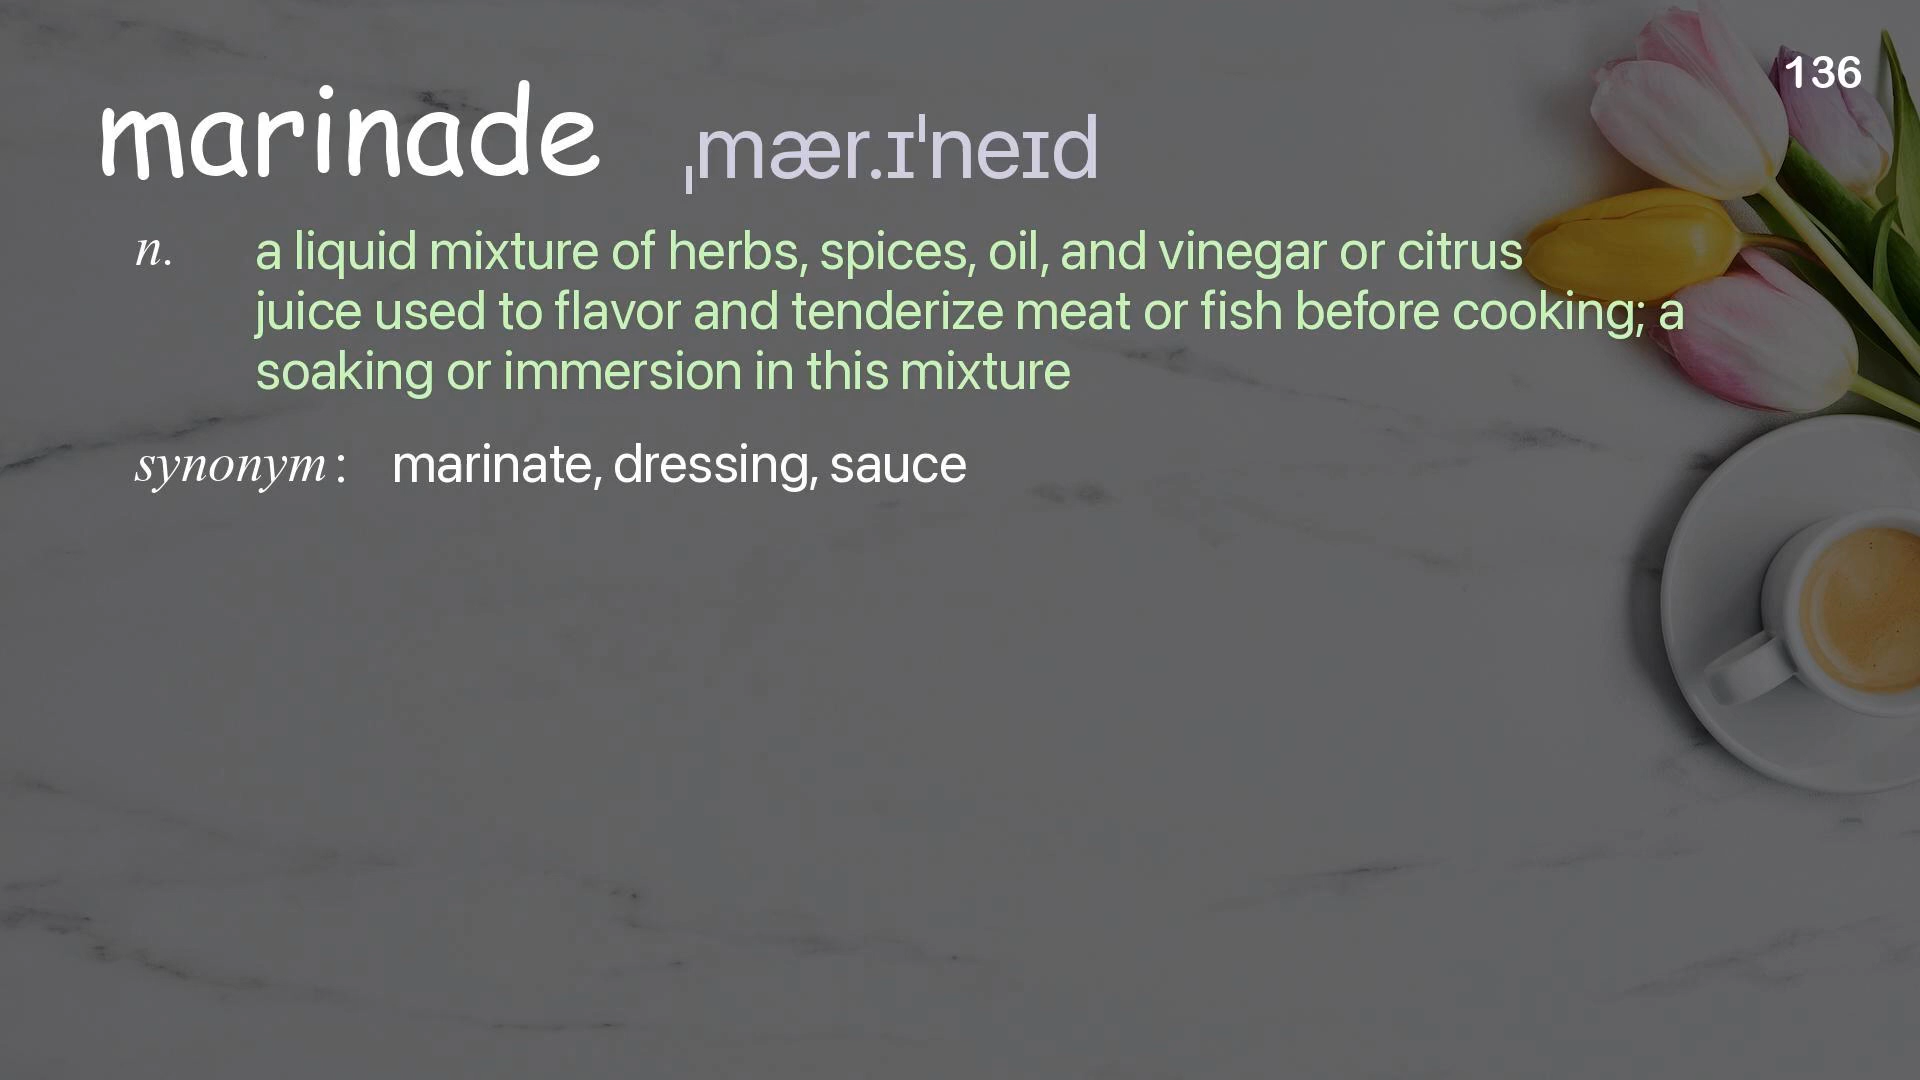 136
marinade ˌmær.ɪˈneɪd
n. a liquid mixture of herbs, spices, oil, and vinegar or citrus
juice used to flavor and tenderize meat or fish before cooking; a
soaking or immersion in this mixture
synonym: marinate, dressing, sauce